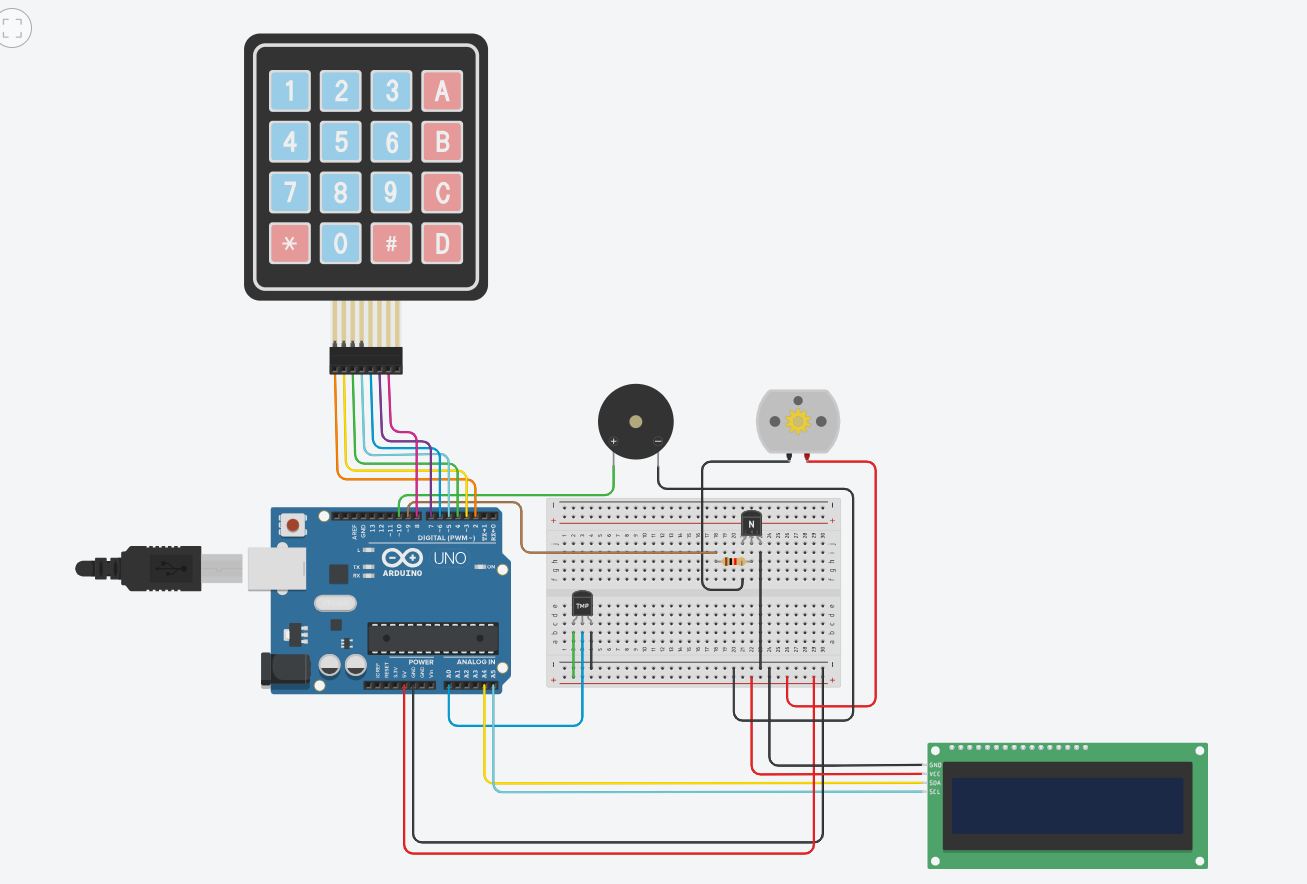 1 2 3 A
4 5 6 B
7 8 9 C
* 0 # D
+ −
N
AREF
GND
13
12
~11
~10
~9
8
7
~6
~5
4
~3
2
TX→1
RX←0
DIGITAL (PWM~)
L
TX
RX
UNO
ARDUINO
ON
TMP
POWER
ANALOG IN
IOREF
RESET
3.3V
5V
GND
GND
Vin
A0
A1
A2
A3
A4
A5
GND
VCC
SDA
SCL